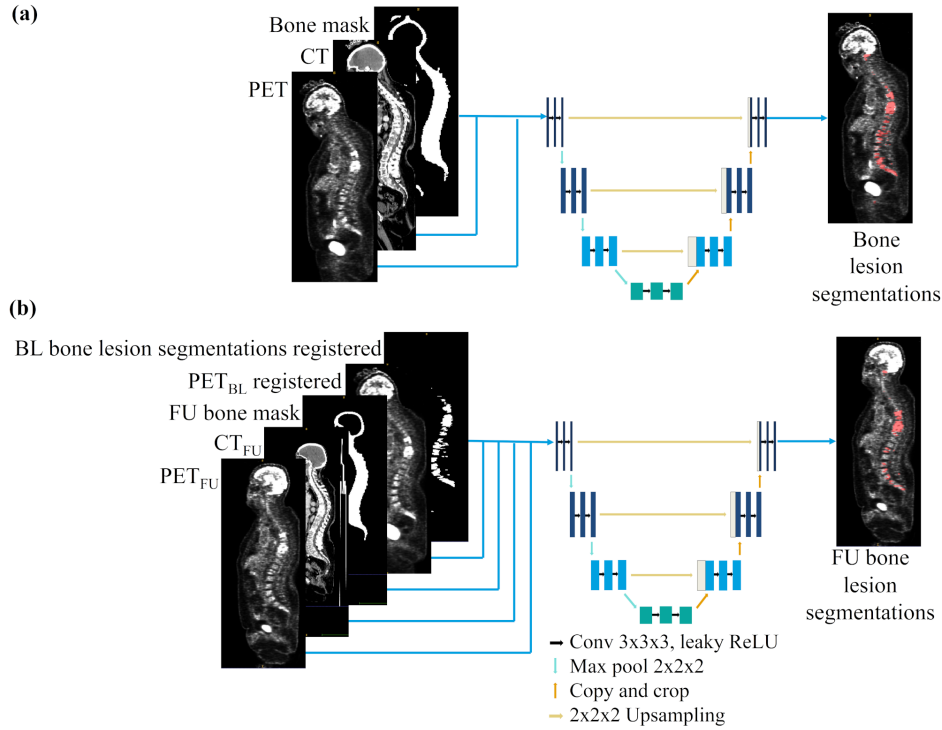 (a)
Bone mask
CT
PET
Bone
lesion
segmentations
(b)
BL bone lesion segmentations registered
PET_BL registered
FU bone mask
CT_FU
PET_FU
FU bone
lesion
segmentations
Conv 3x3x3, leaky ReLU
Max pool 2x2x2
Copy and crop
2x2x2 Upsampling